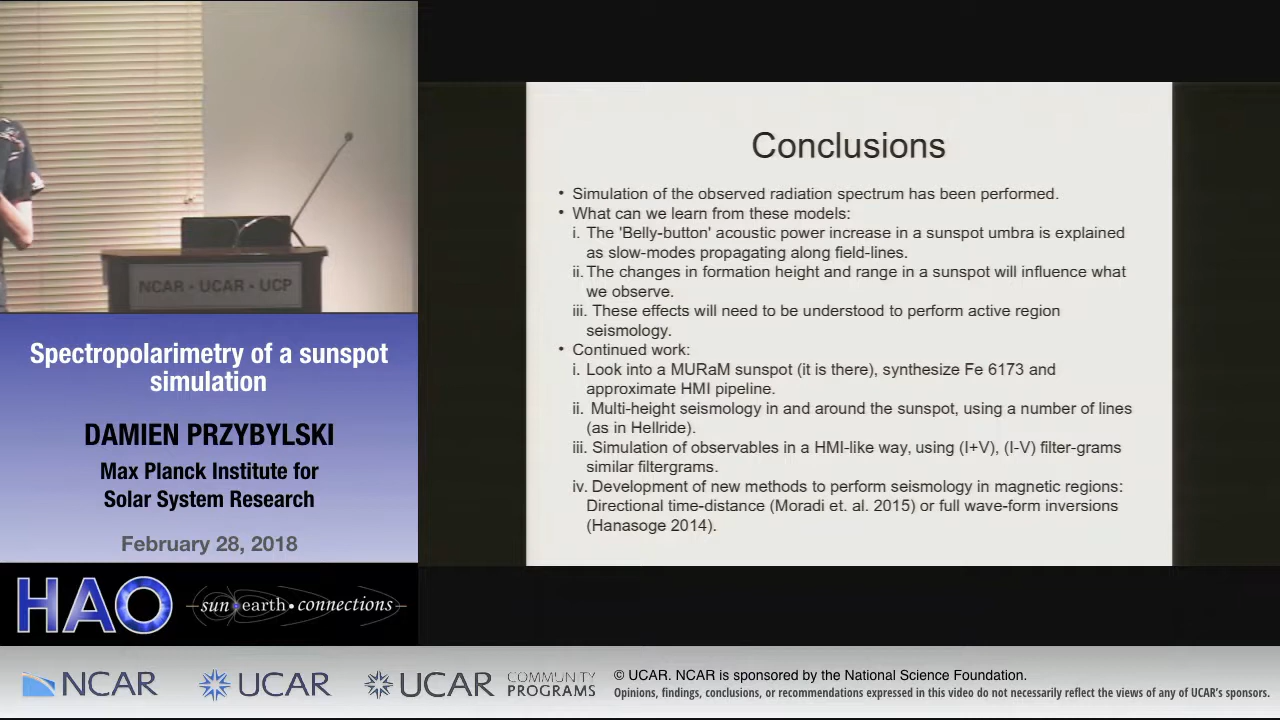 NCAR • UCAR • UCP
Spectropolarimetry of a sunspot
simulation
DAMIEN PRZYBYLSKI
Max Planck Institute for
Solar System Research
February 28, 2018
HAO
sun•earth•connections
Conclusions
• Simulation of the observed radiation spectrum has been performed.
• What can we learn from these models:
i. The 'Belly-button' acoustic power increase in a sunspot umbra is explained
as slow-modes propagating along field-lines.
ii. The changes in formation height and range in a sunspot will influence what
we observe.
iii. These effects will need to be understood to perform active region
seismology.
• Continued work:
i. Look into a MURaM sunspot (it is there), synthesize Fe 6173 and
approximate HMI pipeline.
ii. Multi-height seismology in and around the sunspot, using a number of lines
(as in Hellride).
iii. Simulation of observables in a HMI-like way, using (I+V), (I-V) filter-grams
similar filtergrams.
iv. Development of new methods to perform seismology in magnetic regions:
Directional time-distance (Moradi et. al. 2015) or full wave-form inversions
(Hanasoge 2014).
NCAR
UCAR
UCAR
COMMUNITY
PROGRAMS
© UCAR. NCAR is sponsored by the National Science Foundation.
Opinions, findings, conclusions, or recommendations expressed in this video do not necessarily reflect the views of any of UCAR's sponsors.